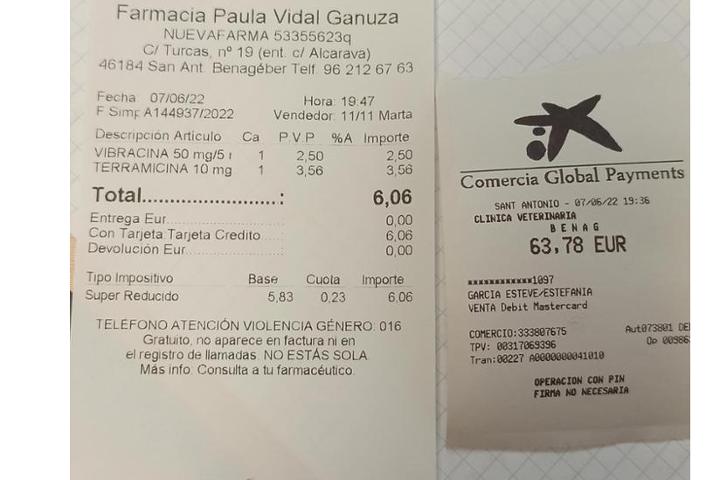 Farmacia Paula Vidal Ganuza
NUEVAFARMA 53355623q
C/ Turcas, nº 19 (ent. c/ Alcarava)
46184 San Ant. Benagéber Telf. 96 212 67 63
Fecha: 07/06/22 Hora: 19:47
F.Simp A144937/2022 Vendedor: 11/11 Marta
Descripción Artículo Ca P.V.P %A Importe
VIBRACINA 50 mg/5 1 2,50 2,50
TERRAMICINA 10 mg 1 3,56 3,56
Total......................: 6,06
Entrega Eur. 0,00
Con Tarjeta:Tarjeta Credito 6,06
Devolución Eur. 0,00
Tipo Impositivo Base Cuota Importe
Super Reducido 5,83 0,23 6,06
TELÉFONO ATENCIÓN VIOLENCIA GÉNERO: 016
Gratuito, no aparece en factura ni en
el registro de llamadas. NO ESTÁS SOLA.
Más info: Consulta a tu farmacéutico.
Comercia Global Payments
SANT ANTONIO - 07/06/22 19:36
CLINICA VETERINARIA
B E N A G
63,78 EUR
************1097
GARCIA ESTEVE/ESTEFANIA
VENTA Debit Mastercard
COMERCIO:333807675 Aut073801 DE
TPV: 00317069396 Op 00986
Tran:00227 A0000000041010
OPERACION CON PIN
FIRMA NO NECESARIA